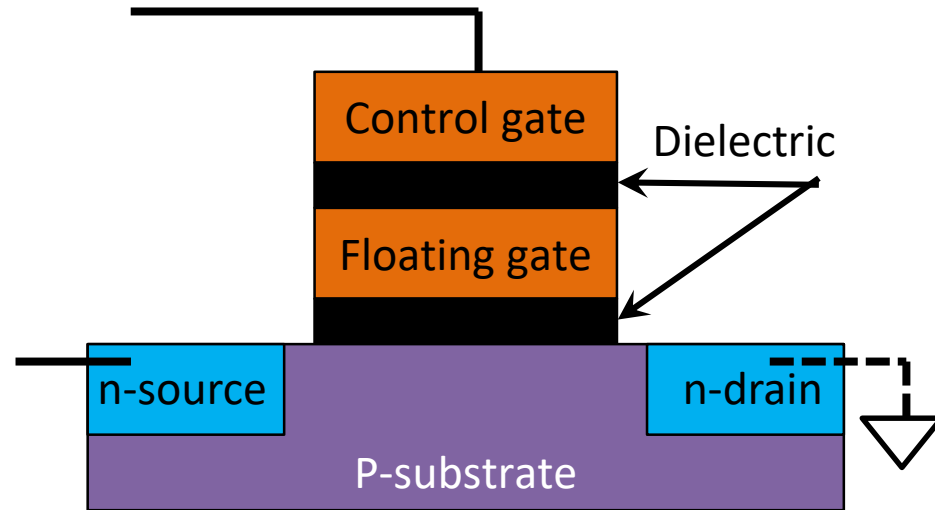 Control gate
Dielectric
Floating gate
n-source
n-drain
P-substrate